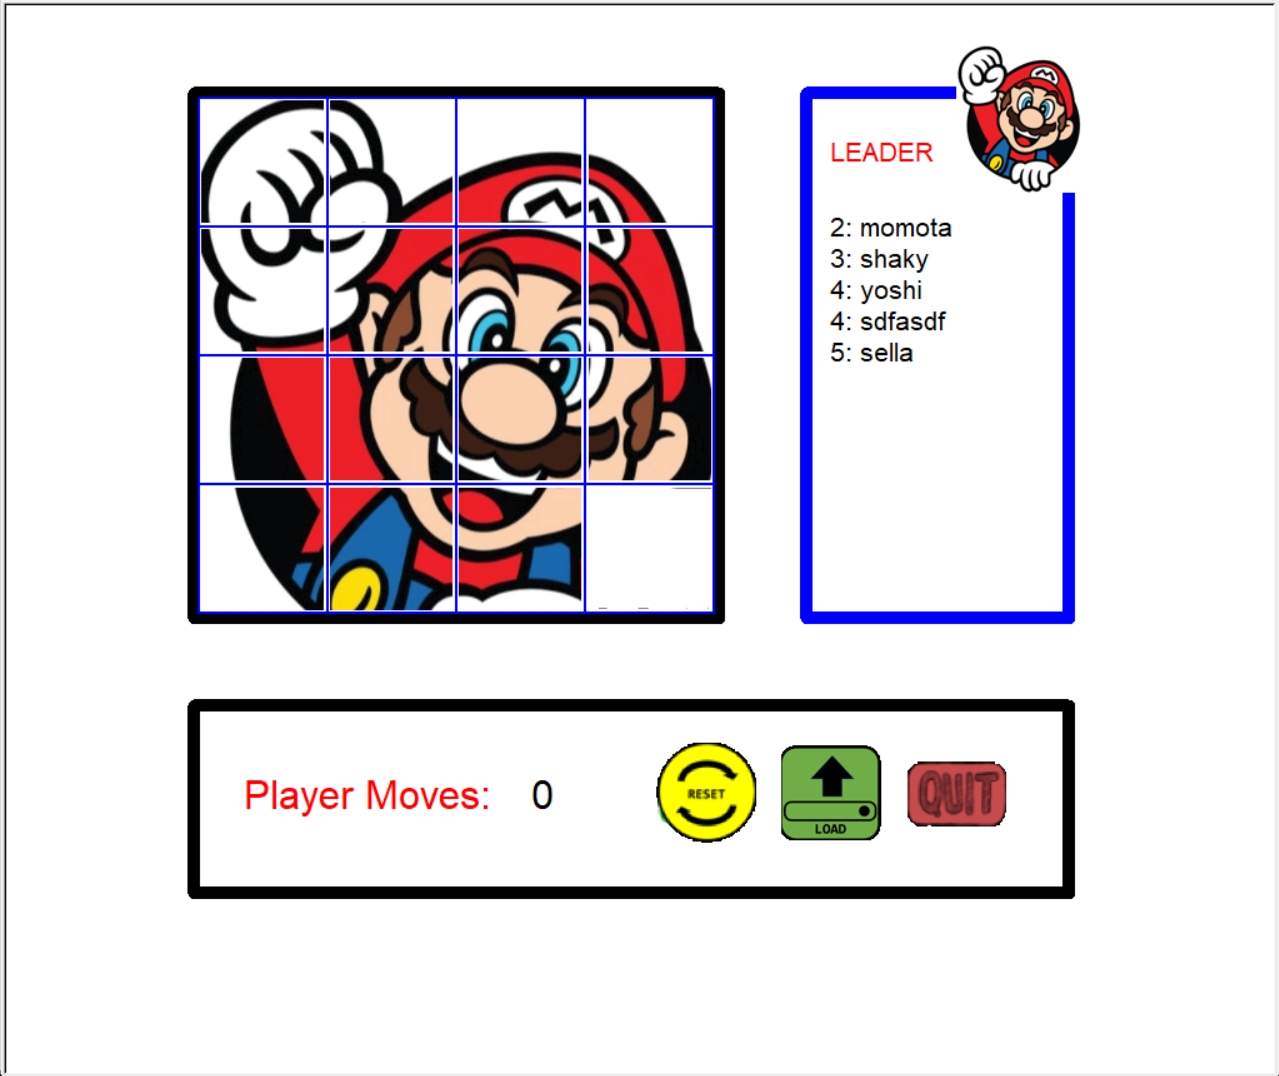 LEADER
2: momota
3: shaky
4: yoshi
4: sdfasdf
5: sella
M
M
Player Moves: 0
RESET
LOAD
QUIT